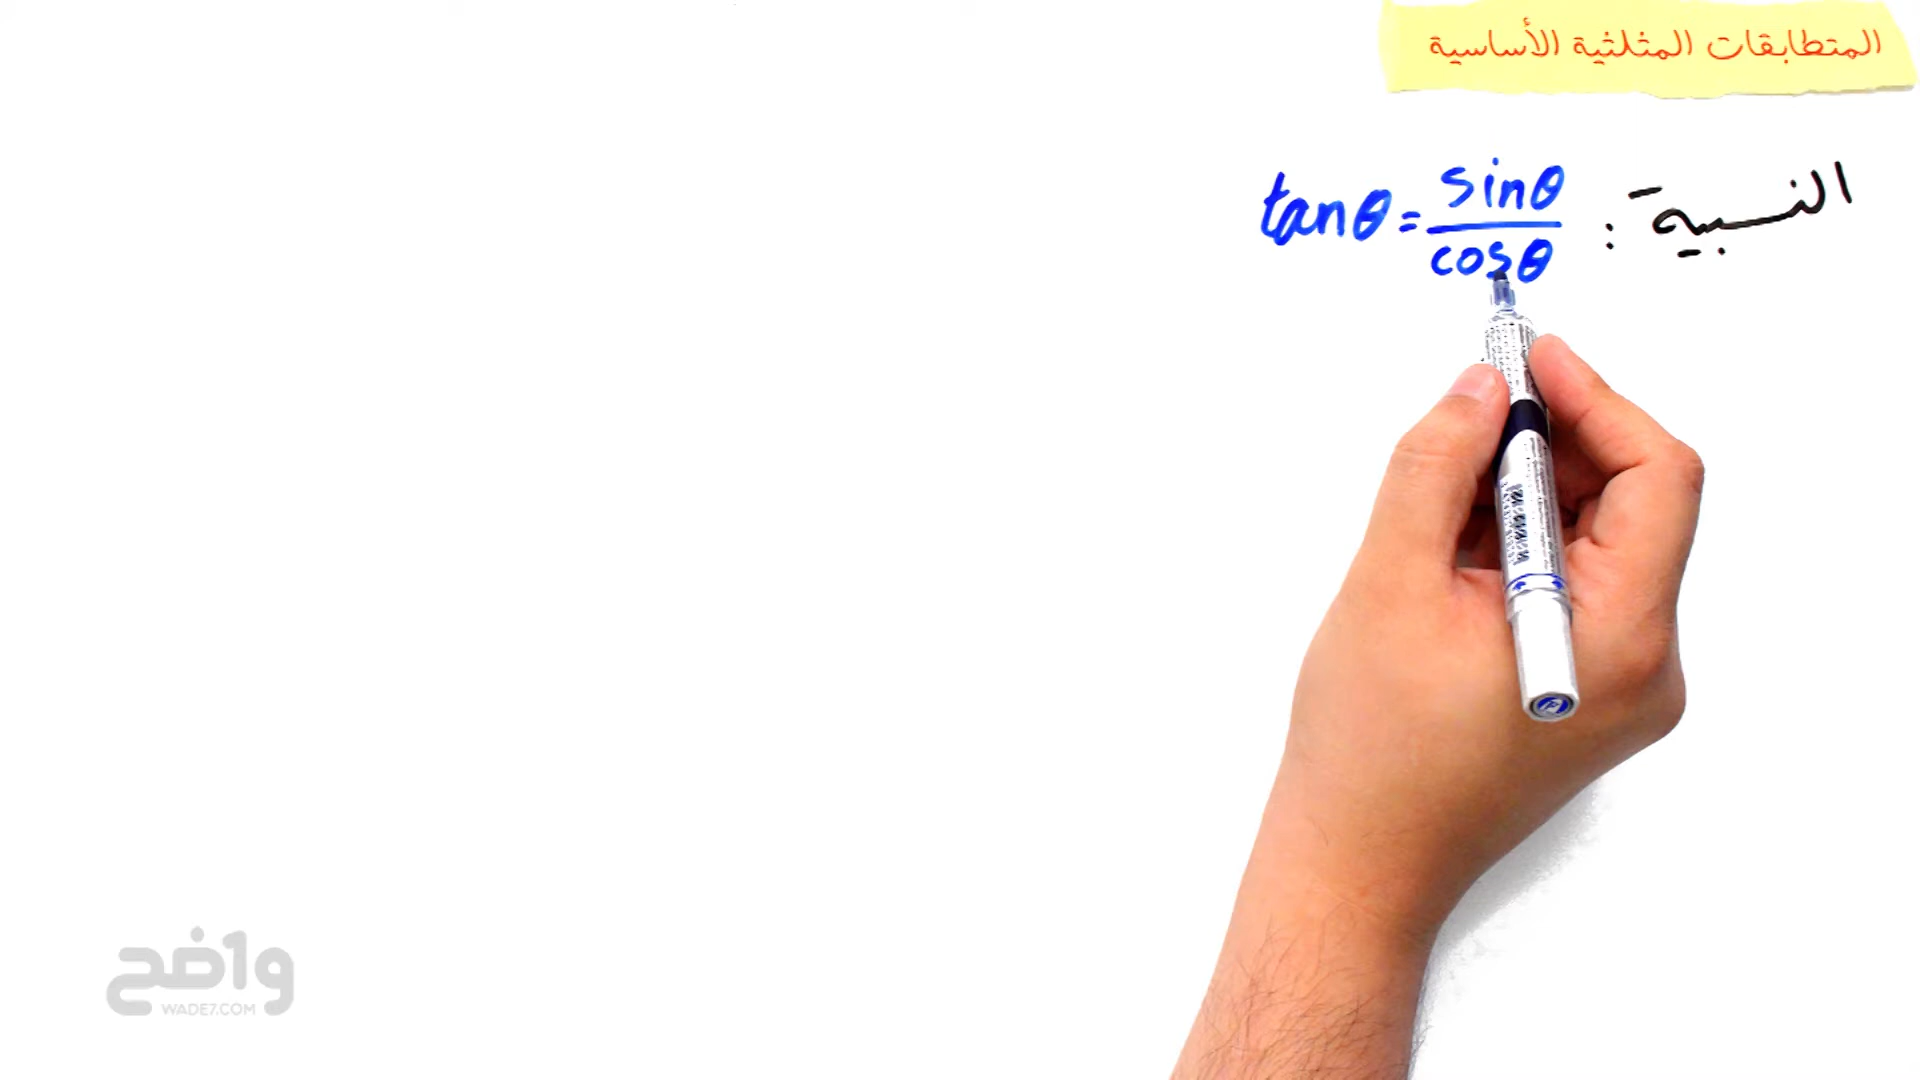 المتطابقات المثلثية الأساسية
النسبية : tanθ = sinθ / cosθ
واضح
WADE7.COM